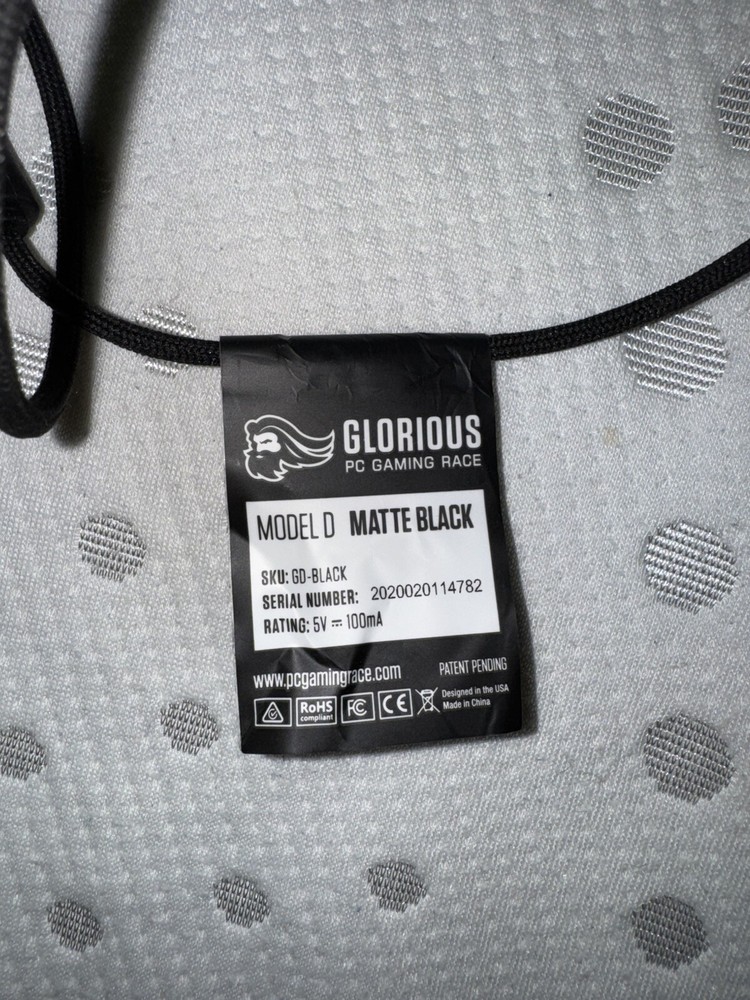 GLORIOUS
PC GAMING RACE
MODEL D MATTE BLACK
SKU: GD-BLACK
SERIAL NUMBER: 2020020114782
RATING: 5V ⎓ 100mA
www.pcgamingrace.com PATENT PENDING
RoHS
compliant
FC CE
Designed in the USA
Made in China